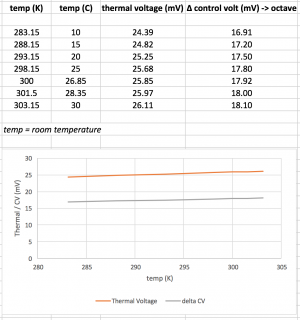 temp (K) temp (C) thermal voltage (mV) Δ control volt (mV) -> octave
283.15 10 24.39 16.91
288.15 15 24.82 17.20
293.15 20 25.25 17.50
298.15 25 25.68 17.80
300 26.85 25.85 17.92
301.5 28.35 25.97 18.00
303.15 30 26.11 18.10
temp = room temperature
30
25
20
15
10
5
0
Thermal / CV (mV)
280 285 290 295 300 305
temp (K)
Thermal Voltage delta CV